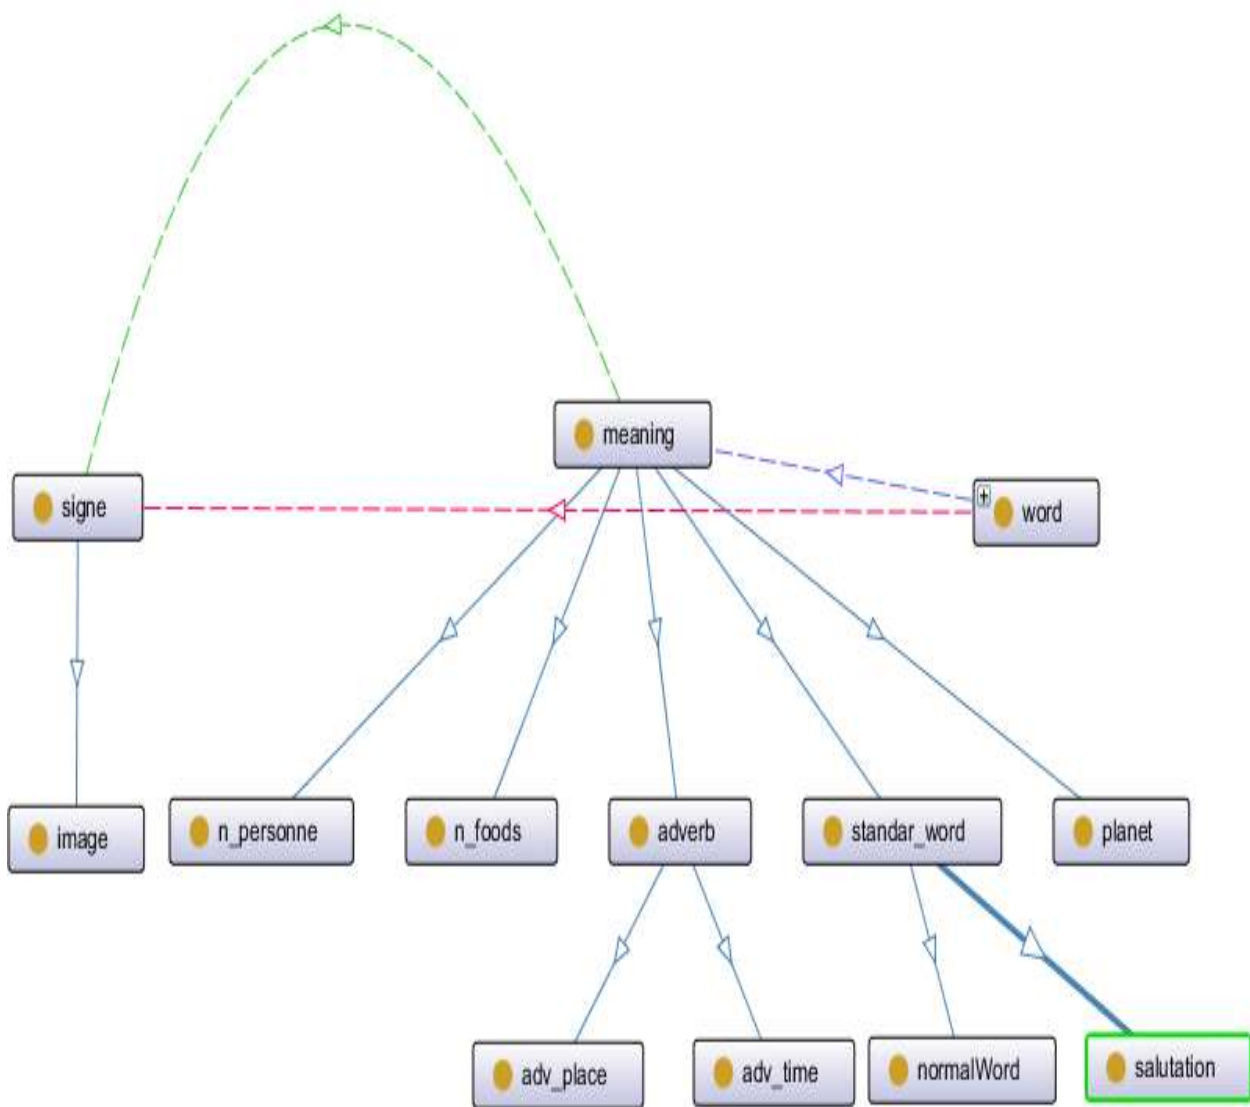 meaning
signe
+
word
image
n_personne
n_foods
adverb
standar_word
planet
adv_place
adv_time
normalWord
salutation